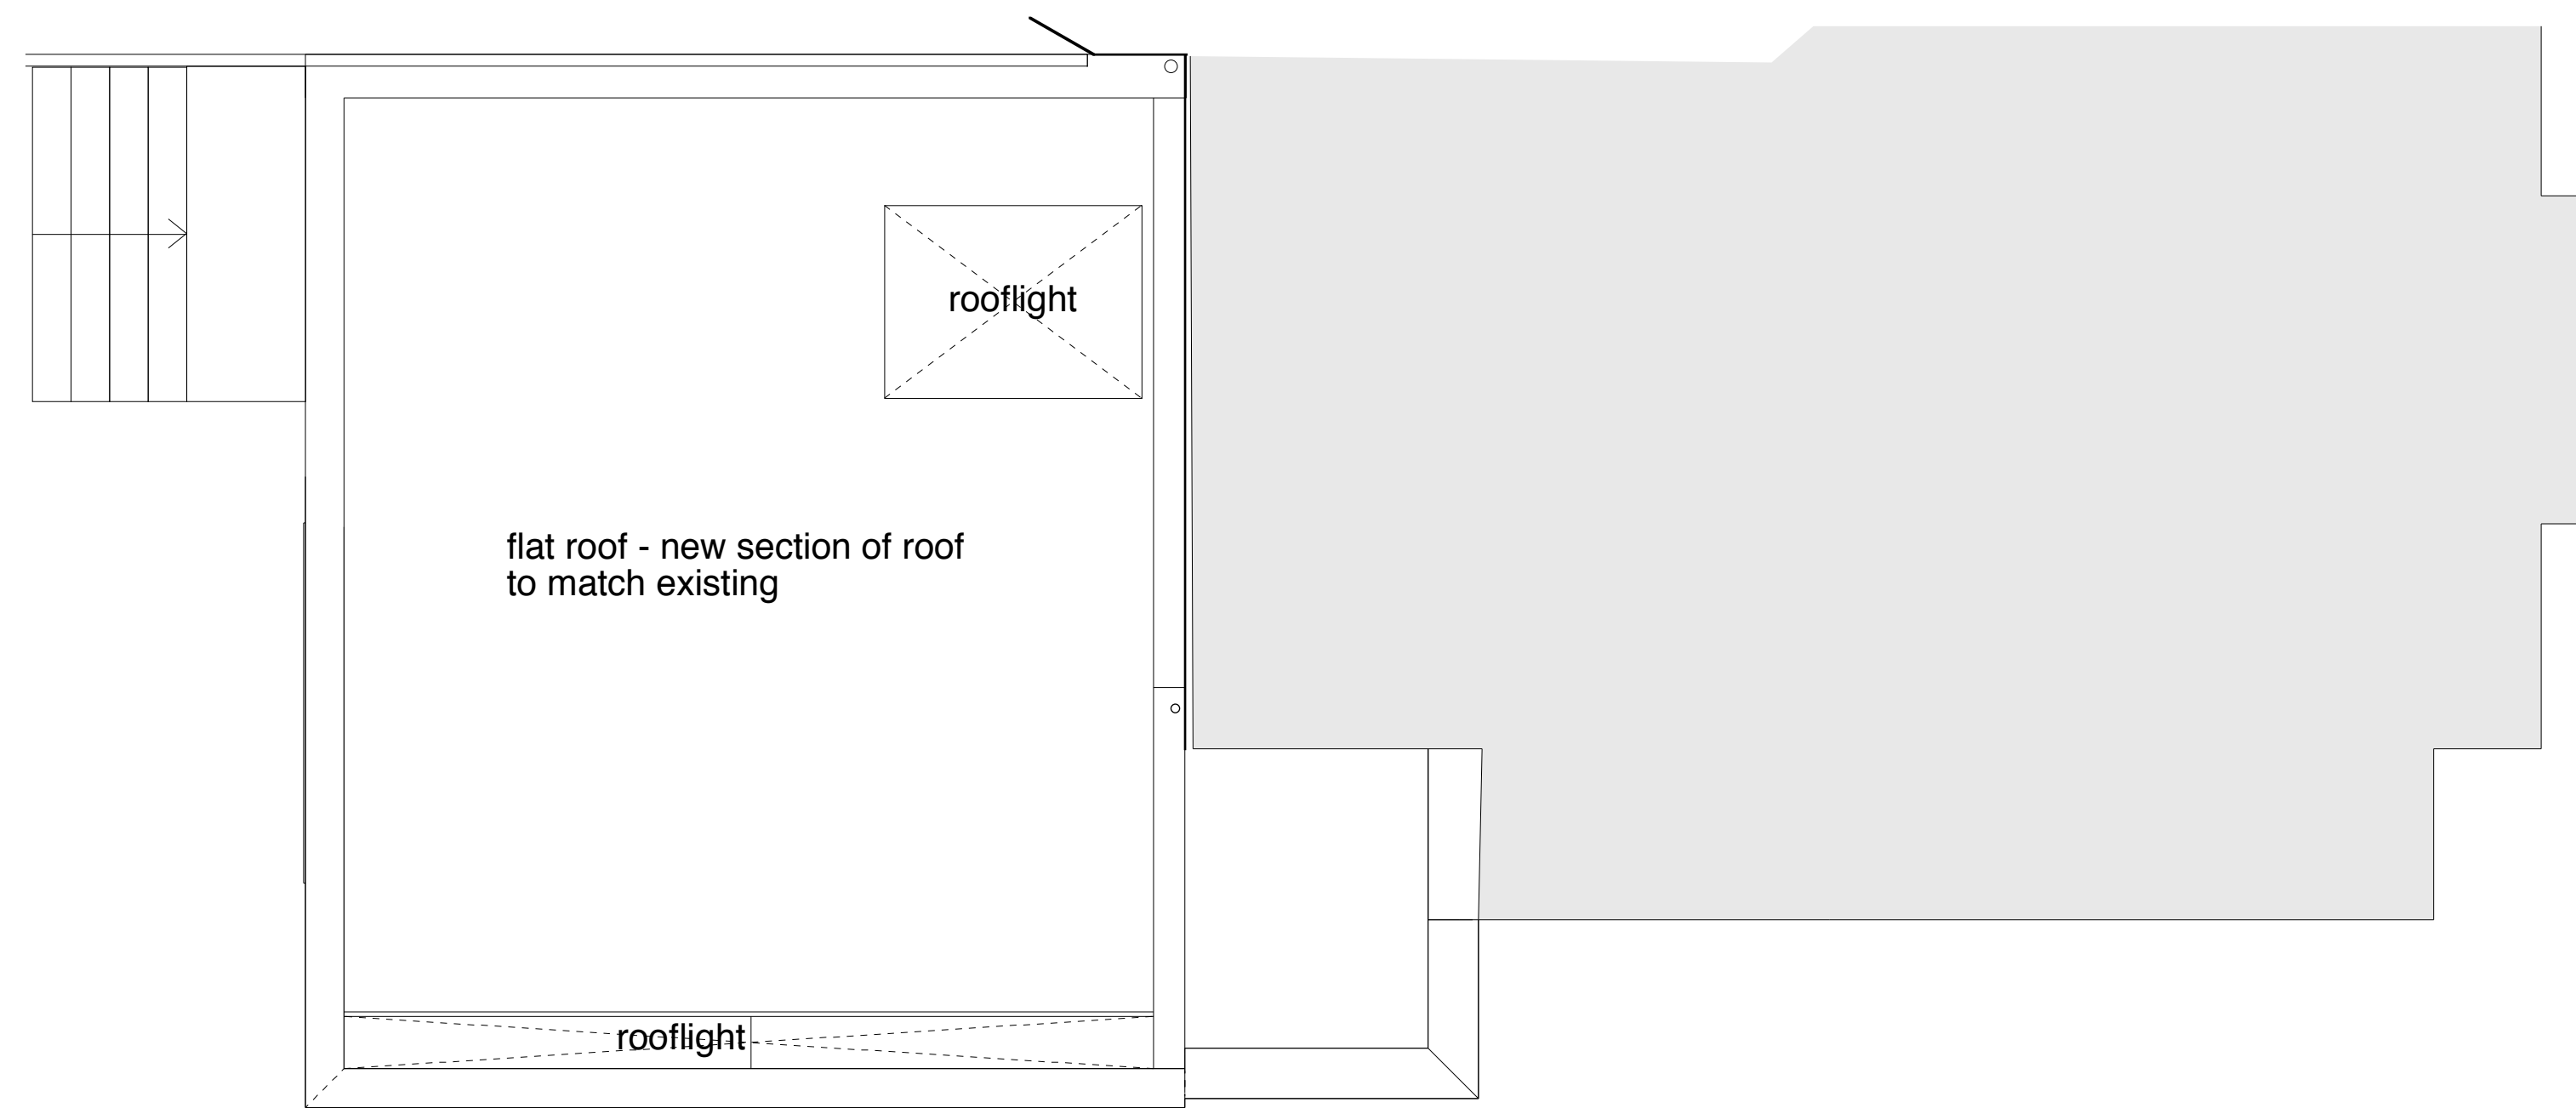 rooflight
flat roof - new section of roof
to match existing
rooflight